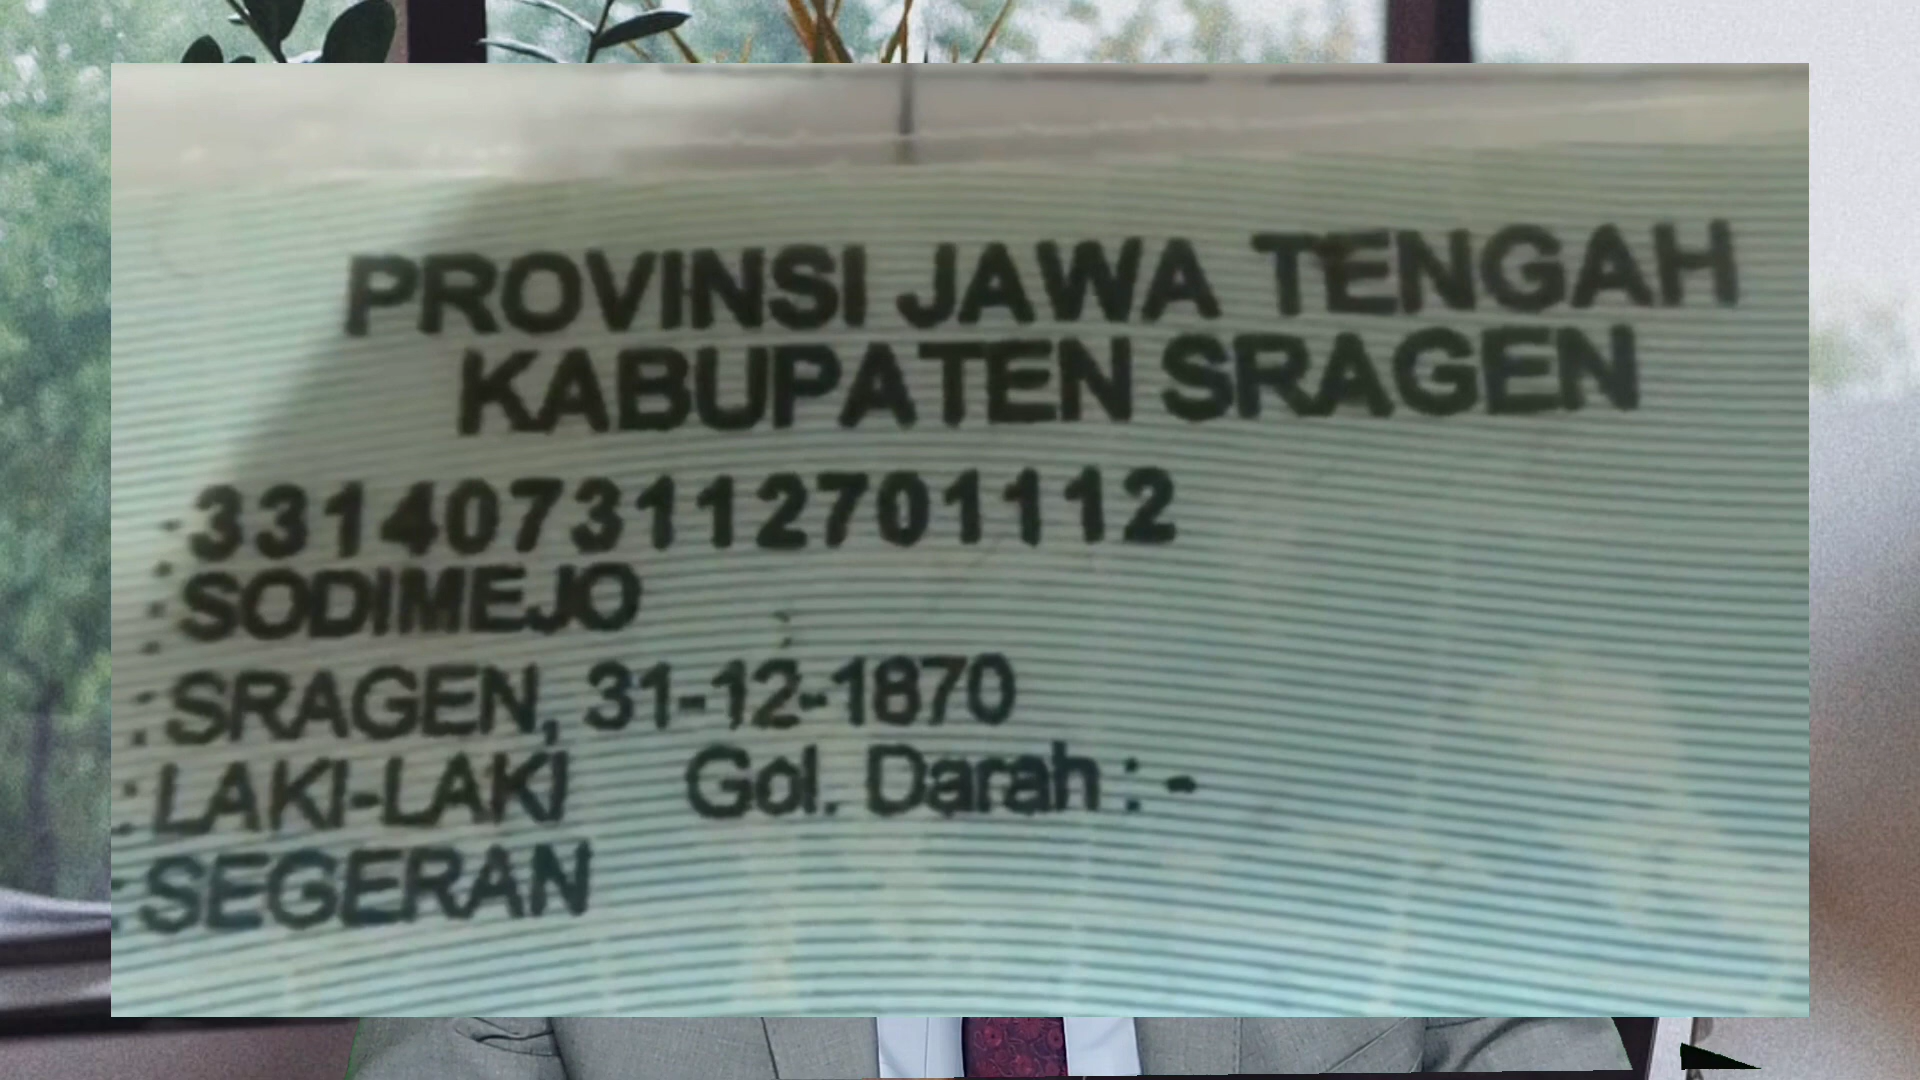 PROVINSI JAWA TENGAH
KABUPATEN SRAGEN
: 3314073112701112
: SODIMEJO
: SRAGEN, 31-12-1870
: LAKI-LAKI Gol. Darah : -
: SEGERAN